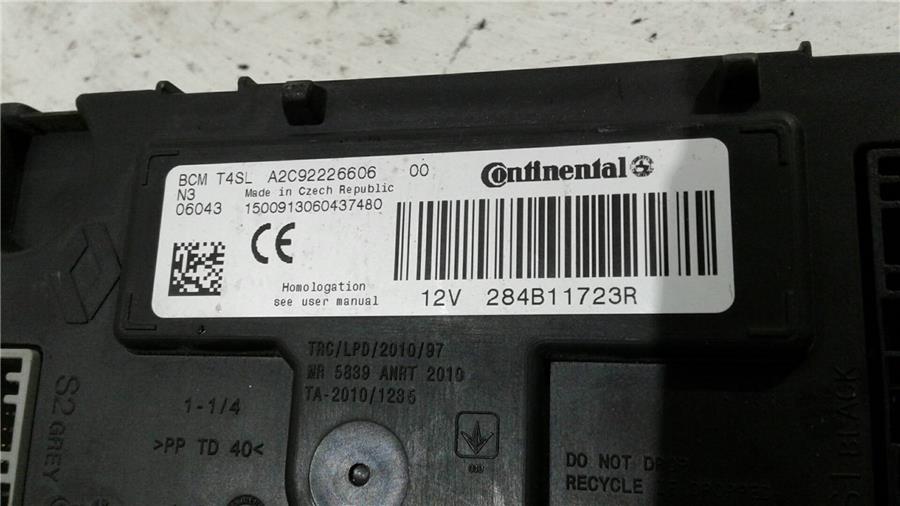 BCM T4SL A2C92226606 00
N3 Made in Czech Republic
06043 1500913060437480
Continental
CE
Homologation
see user manual
12V 284B11723R
TRC/LPD/2010/97
MR 5839 ANRT 2010
TA-2010/1235
1-1/4
>PP TD 40<
S2 GREY
DO NOT
RECYCLE
S1 BLACK